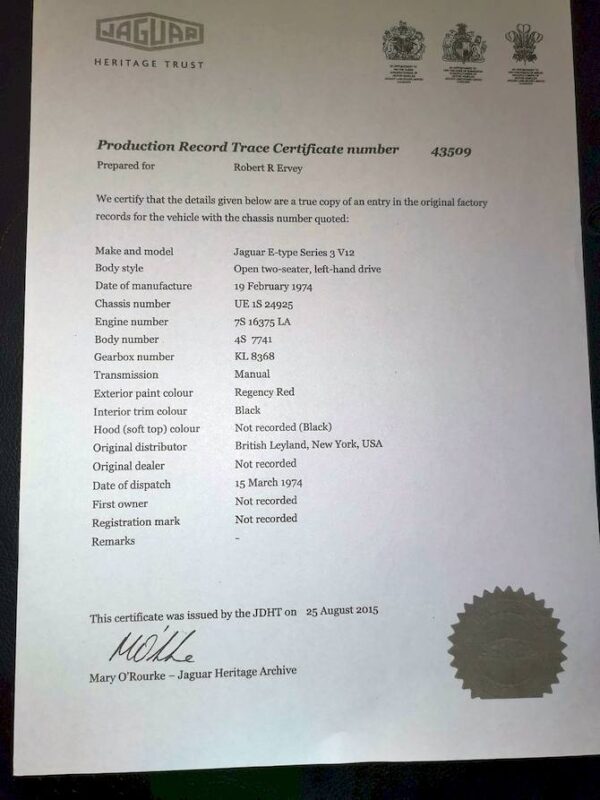 JAGUAR
HERITAGE TRUST
Production Record Trace Certificate number 43509
Prepared for Robert R Ervey
We certify that the details given below are a true copy of an entry in the original factory
records for the vehicle with the chassis number quoted:
Make and model Jaguar E-type Series 3 V12
Body style Open two-seater, left-hand drive
Date of manufacture 19 February 1974
Chassis number UE 1S 24925
Engine number 7S 16375 LA
Body number 4S 7741
Gearbox number KL 8368
Transmission Manual
Exterior paint colour Regency Red
Interior trim colour Black
Hood (soft top) colour Not recorded (Black)
Original distributor British Leyland, New York, USA
Original dealer Not recorded
Date of dispatch 15 March 1974
First owner Not recorded
Registration mark Not recorded
Remarks -
This certificate was issued by the JDHT on 25 August 2015
Mary O'Rourke – Jaguar Heritage Archive